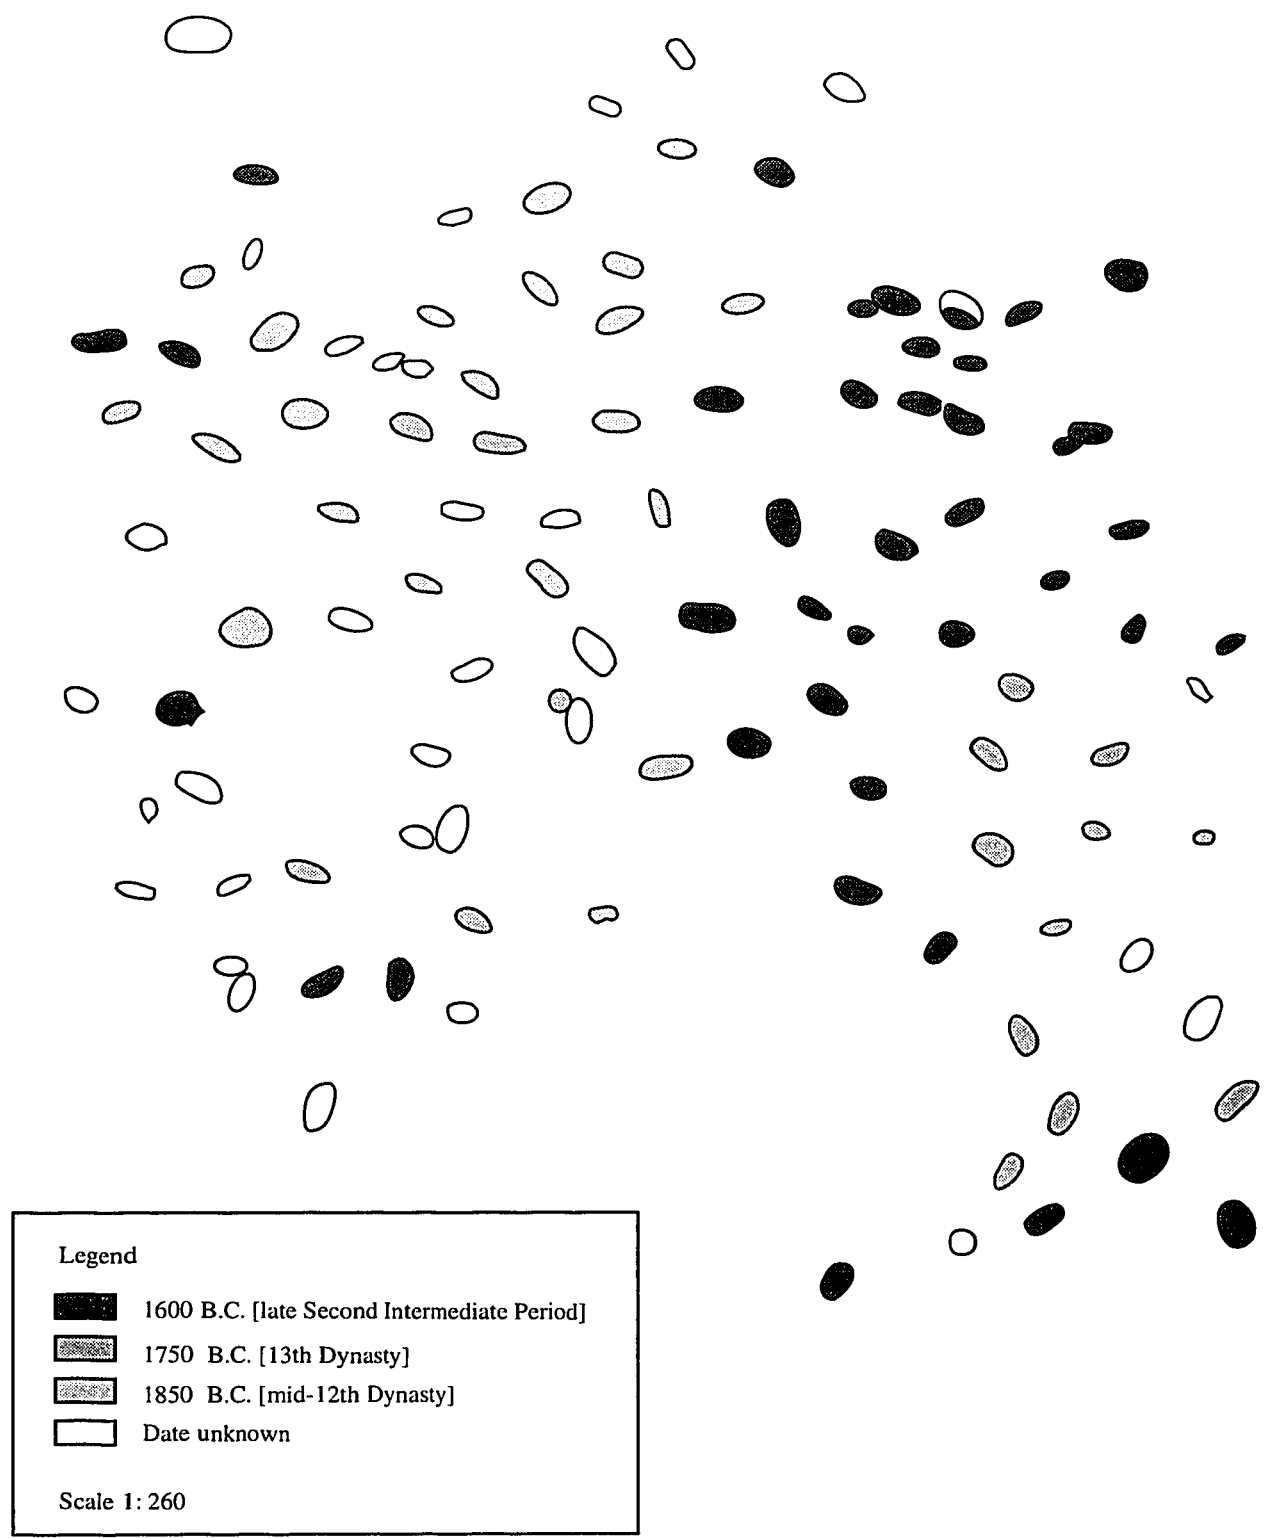 Legend
1600 B.C. [late Second Intermediate Period]
1750 B.C. [13th Dynasty]
1850 B.C. [mid-12th Dynasty]
Date unknown
Scale 1: 260